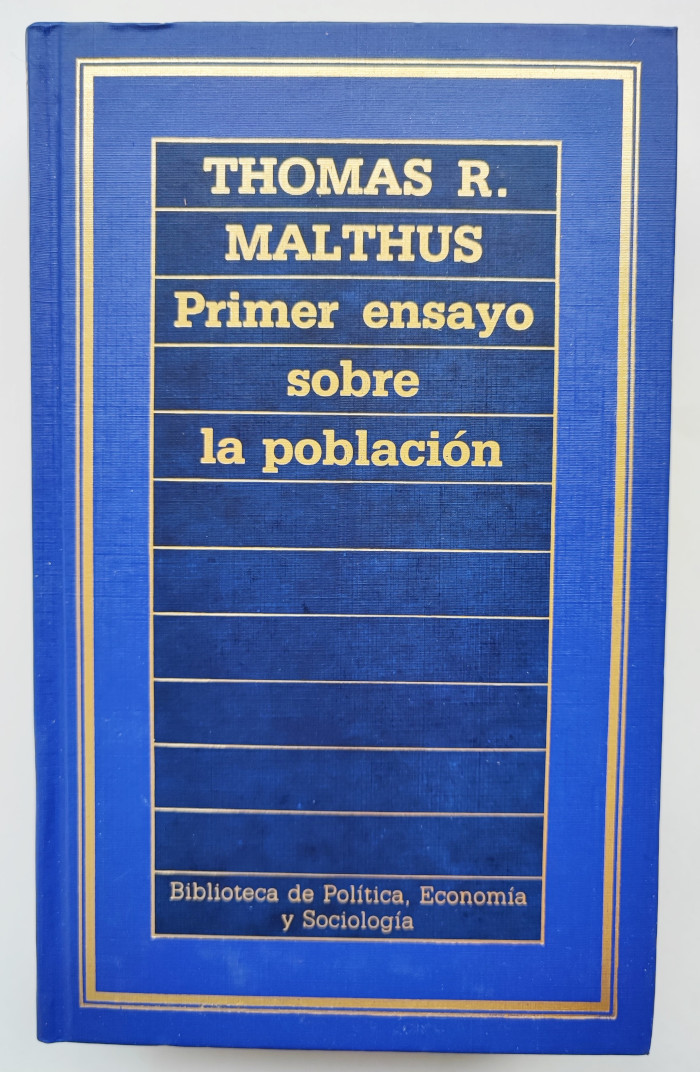 THOMAS R.
MALTHUS
Primer ensayo
sobre
la población
Biblioteca de Política, Economía
y Sociología